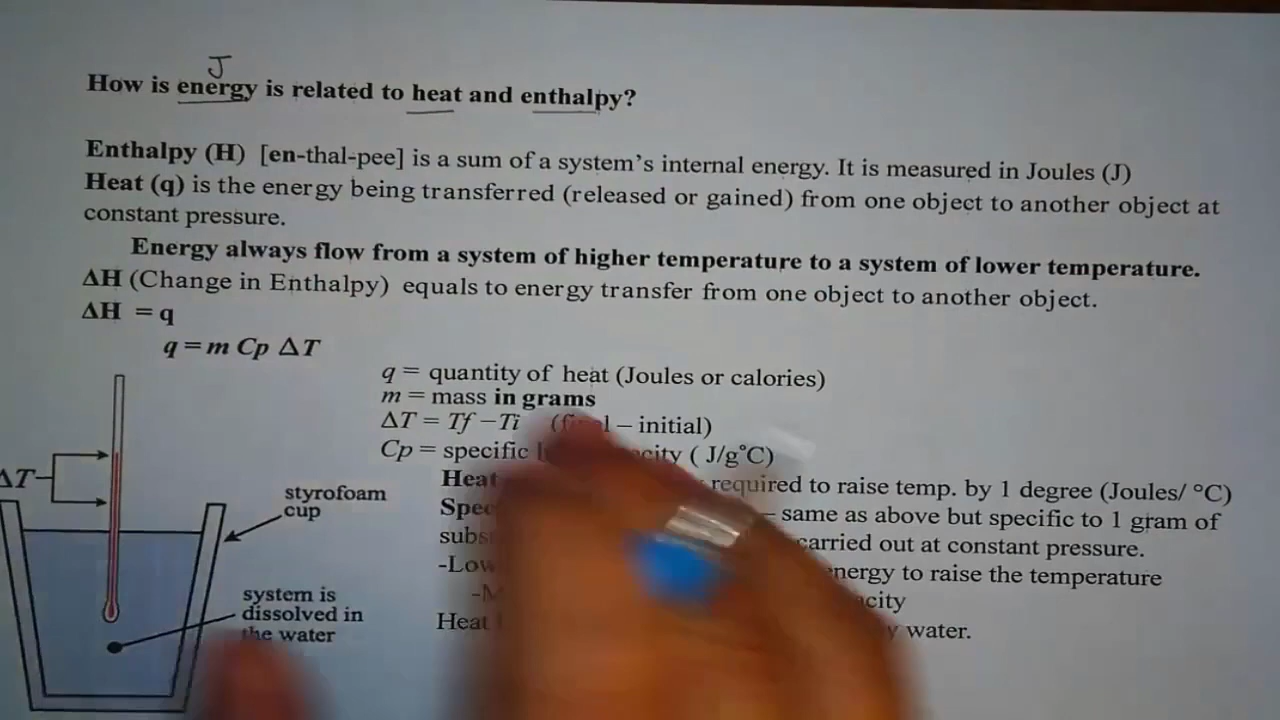 J
How is energy is related to heat and enthalpy?
Enthalpy (H) [en-thal-pee] is a sum of a system's internal energy. It is measured in Joules (J)
Heat (q) is the energy being transferred (released or gained) from one object to another object at
constant pressure.
Energy always flow from a system of higher temperature to a system of lower temperature.
ΔH (Change in Enthalpy) equals to energy transfer from one object to another object.
ΔH = q
q = m Cp ΔT
q = quantity of heat (Joules or calories)
m = mass in grams
ΔT = Tf – Ti – initial)
Cp = specific ( J/g°C)
ΔT
Heat required to raise temp. by 1 degree (Joules/ °C)
styrofoam
cup
– same as above but specific to 1 gram of
carried out at constant pressure.
-Low to raise the temperature
system is
dissolved in
the water
Heat water.